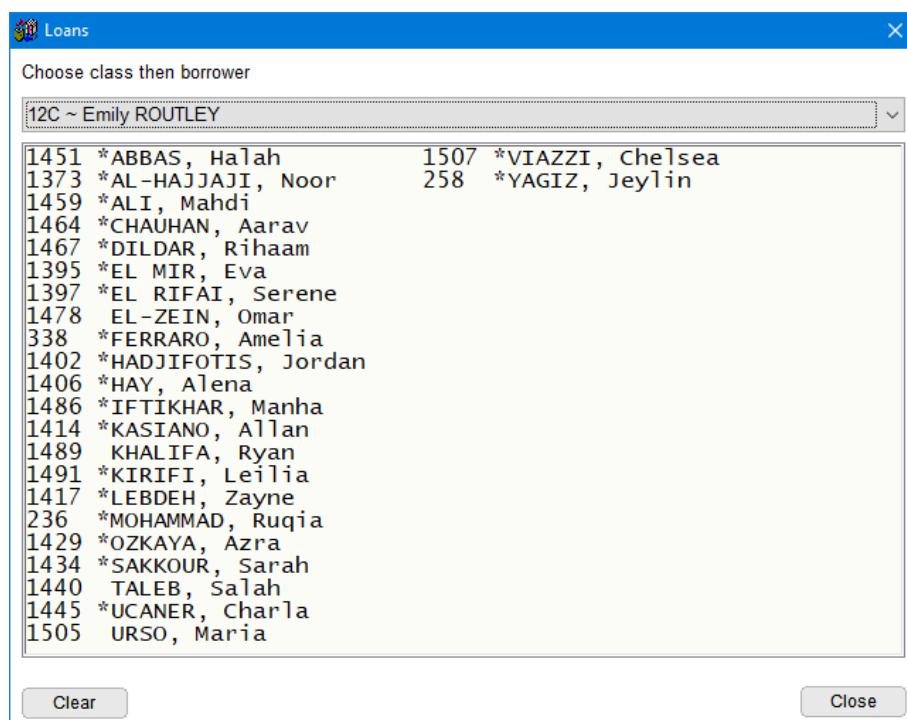 Loans
Choose class then borrower
12C ~ Emily ROUTLEY
1451 *ABBAS, Halah
1373 *AL-HAJJAJI, Noor
1459 *ALI, Mahdi
1464 *CHAUHAN, Aarav
1467 *DILDAR, Rihaam
1395 *EL MIR, Eva
1397 *EL RIFAI, Serene
1478 EL-ZEIN, Omar
338 *FERRARO, Amelia
1402 *HADJIFOTIS, Jordan
1406 *HAY, Alena
1486 *IFTIKHAR, Manha
1414 *KASIANO, Allan
1489 KHALIFA, Ryan
1491 *KIRIFI, Leilia
1417 *LEBDEH, Zayne
236 *MOHAMMAD, Ruqia
1429 *OZKAYA, Azra
1434 *SAKKOUR, Sarah
1440 TALEB, Salah
1445 *UCANER, Charla
1505 URSO, Maria
1507 *VIAZZI, Chelsea
258 *YAGIZ, Jeylin
Clear
Close